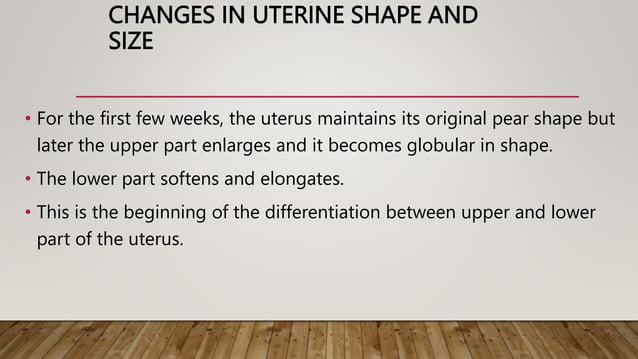 CHANGES IN UTERINE SHAPE AND
SIZE
• For the first few weeks, the uterus maintains its original pear shape but
later the upper part enlarges and it becomes globular in shape.
• The lower part softens and elongates.
• This is the beginning of the differentiation between upper and lower
part of the uterus.